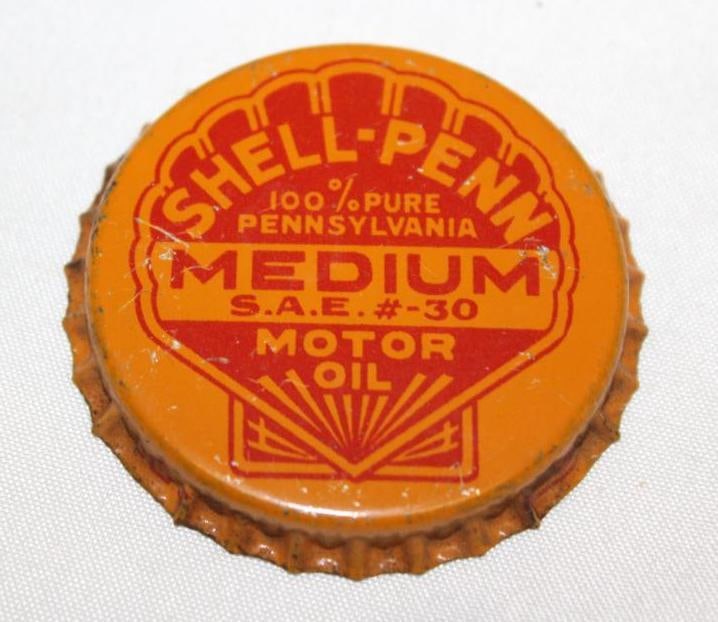 SHELL-PENN
100% PURE
PENNSYLVANIA
MEDIUM
S.A.E. #-30
MOTOR
OIL